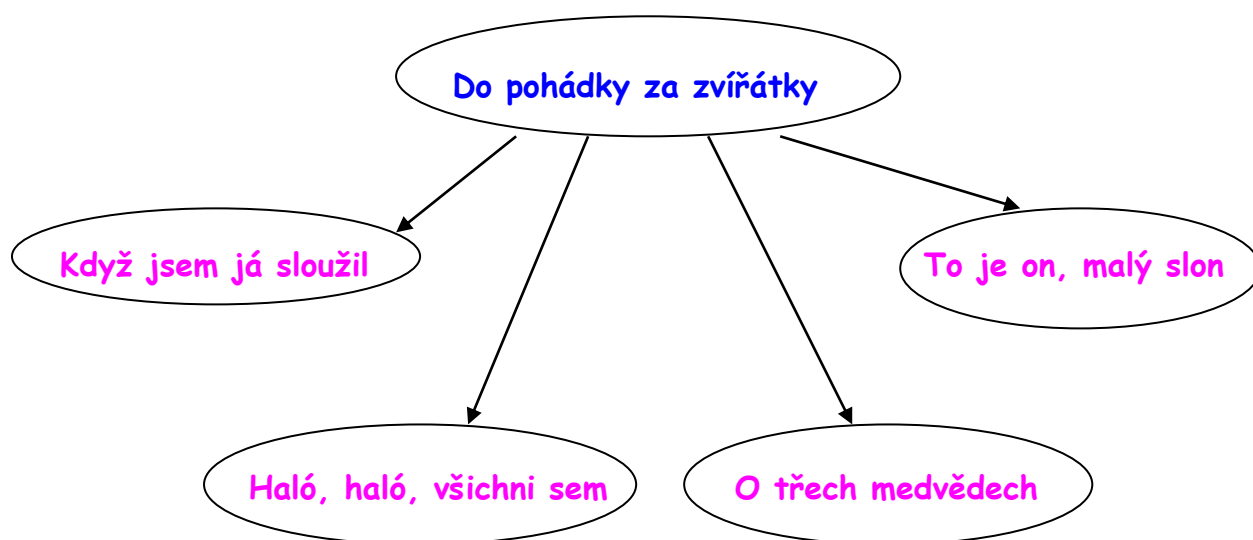 Do pohádky za zvířátky
Když jsem já sloužil
To je on, malý slon
Haló, haló, všichni sem
O třech medvědech